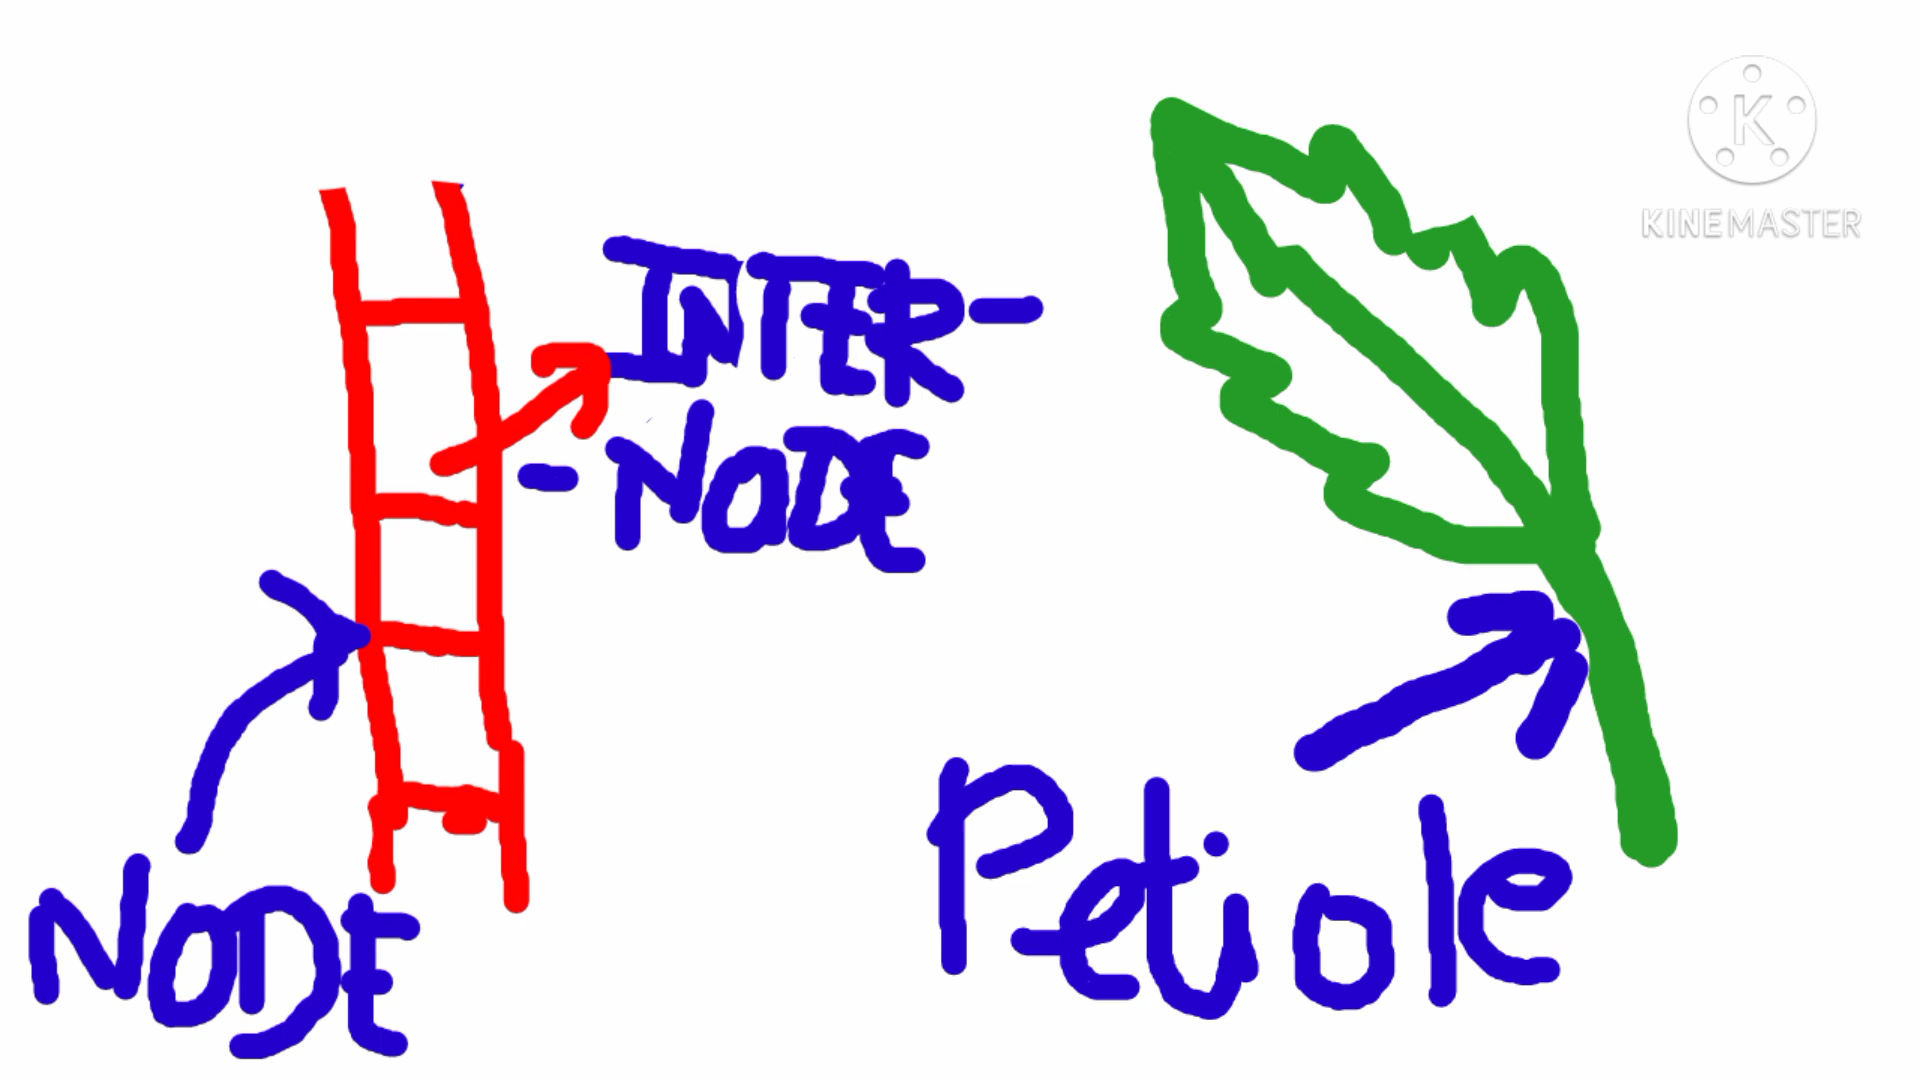 INTER-
-NODE
NODE
Petiole
K
KINEMASTER